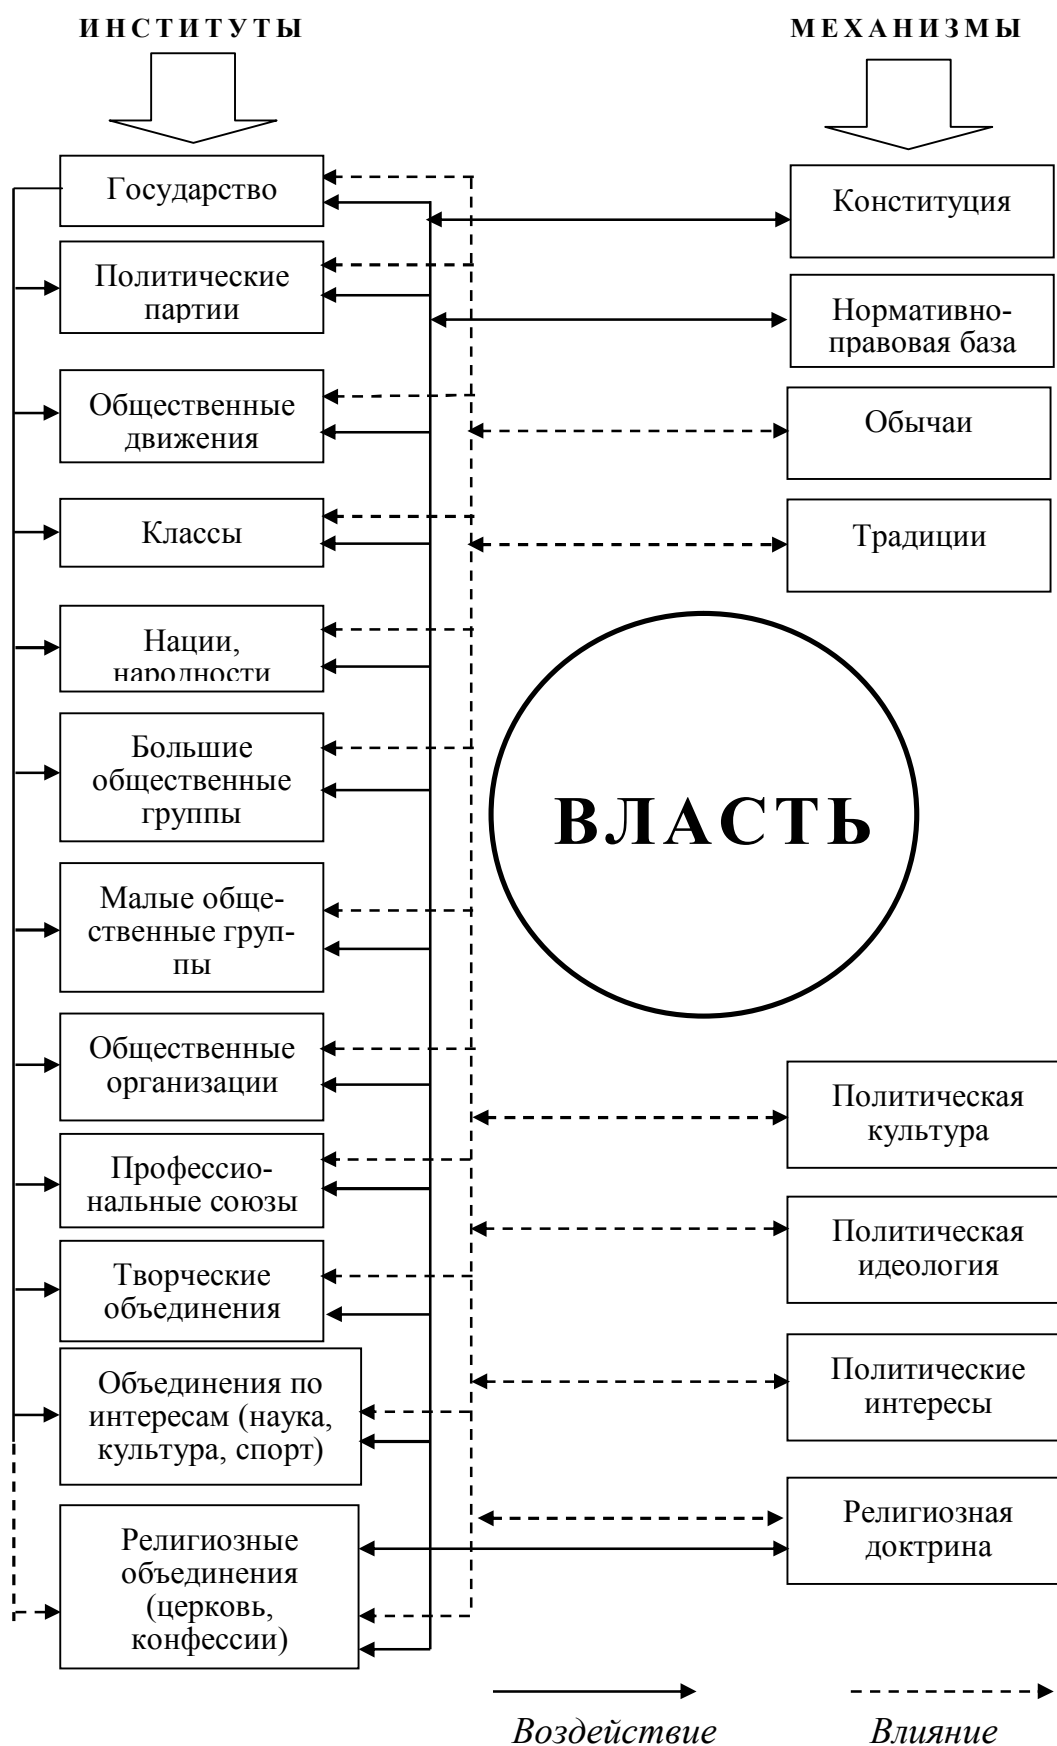 ИНСТИТУТЫ
МЕХАНИЗМЫ
Государство
Политические
партии
Общественные
движения
Классы
Нации,
народности
Большие
общественные
группы
Малые обще-
ственные груп-
пы
Общественные
организации
Профессио-
нальные союзы
Творческие
объединения
Объединения по
интересам (наука,
культура, спорт)
Религиозные
объединения
(церковь,
конфессии)
Конституция
Нормативно-
правовая база
Обычаи
Традиции
ВЛАСТЬ
Политическая
культура
Политическая
идеология
Политические
интересы
Религиозная
доктрина
Воздействие
Влияние